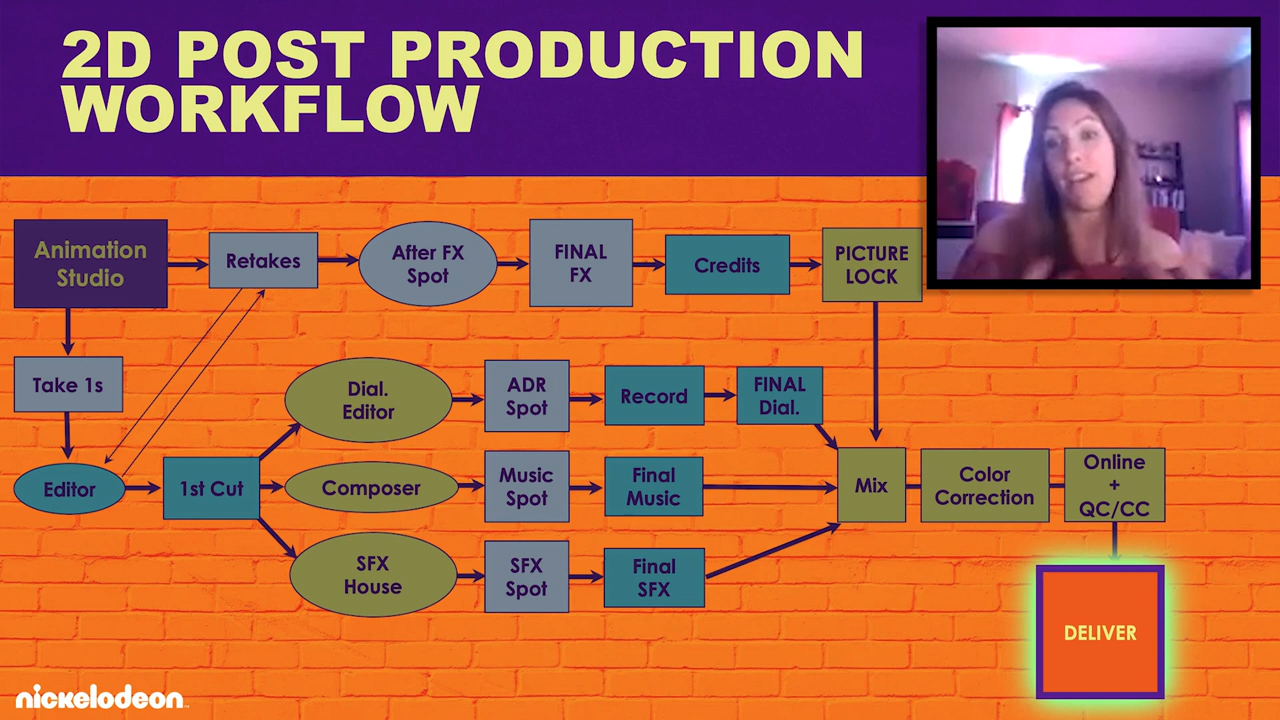 2D POST PRODUCTION
WORKFLOW
Animation
Studio
Retakes
After FX
Spot
FINAL
FX
Credits
PICTURE
LOCK
Take 1s
Dial.
Editor
ADR
Spot
Record
FINAL
Dial.
Editor
1st Cut
Composer
Music
Spot
Final
Music
Mix
Color
Correction
Online
+
QC/CC
SFX
House
SFX
Spot
Final
SFX
DELIVER
nickelodeon